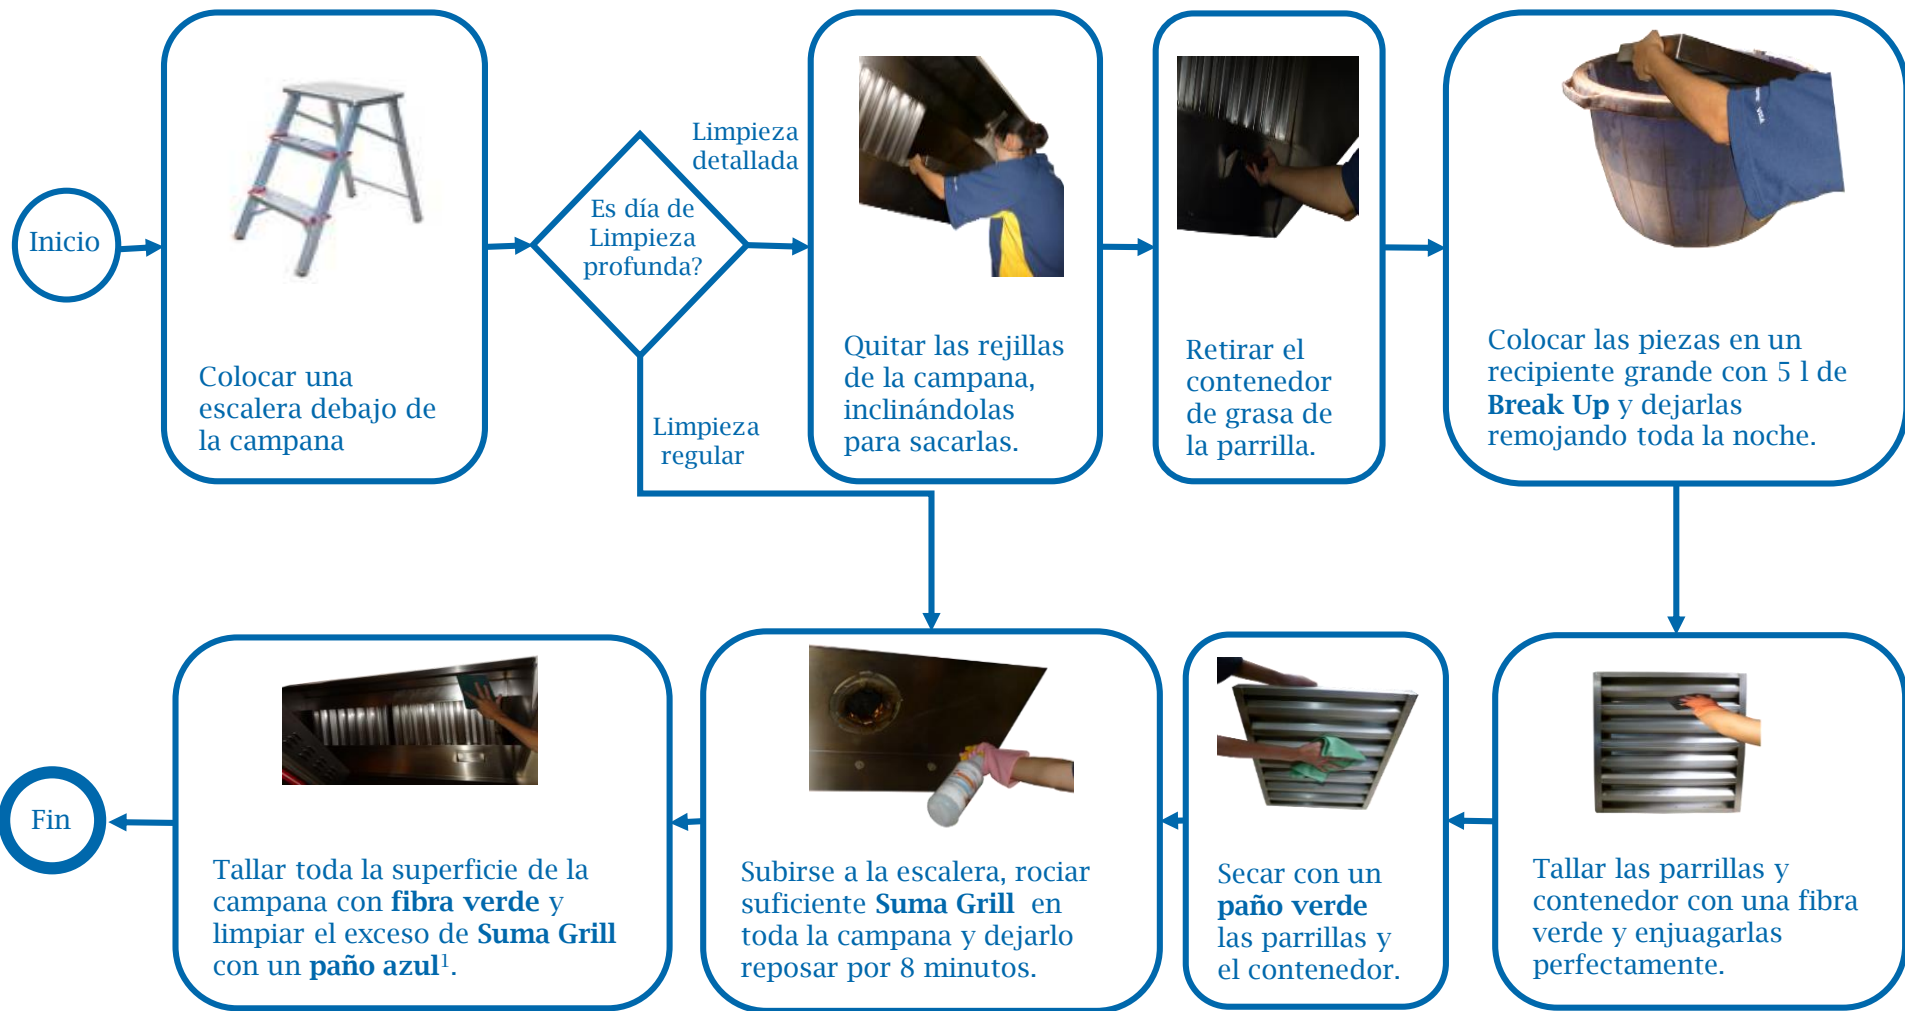 Inicio
Colocar una
escalera debajo de
la campana
Es día de
Limpieza
profunda?
Limpieza
detallada
Limpieza
regular
Quitar las rejillas
de la campana,
inclinándolas
para sacarlas.
Retirar el
contenedor
de grasa de
la parrilla.
Colocar las piezas en un
recipiente grande con 5 l de
Break Up y dejarlas
remojando toda la noche.
Tallar las parrillas y
contenedor con una fibra
verde y enjuagarlas
perfectamente.
Secar con un
paño verde
las parrillas y
el contenedor.
Subirse a la escalera, rociar
suficiente Suma Grill en
toda la campana y dejarlo
reposar por 8 minutos.
Tallar toda la superficie de la
campana con fibra verde y
limpiar el exceso de Suma Grill
con un paño azul¹.
Fin